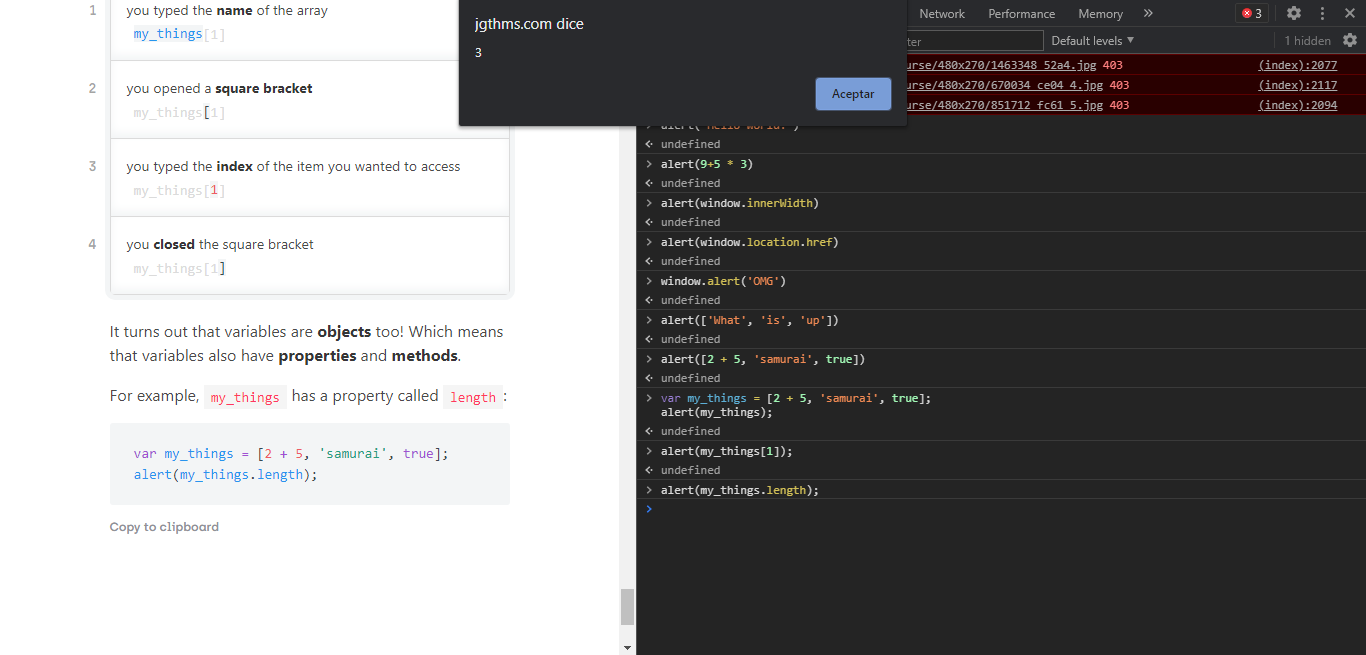 1 you typed the name of the array
my_things[1]
2 you opened a square bracket
my_things[1]
3 you typed the index of the item you wanted to access
my_things[1]
4 you closed the square bracket
my_things[1]
It turns out that variables are objects too! Which means
that variables also have properties and methods.
For example, my_things has a property called length :
var my_things = [2 + 5, 'samurai', true];
alert(my_things.length);
Copy to clipboard
jgthms.com dice
3
Aceptar
Network Performance Memory » 3
ter Default levels ▼ 1 hidden
urse/480x270/1463348 52a4.jpg 403 (index):2077
urse/480x270/670034 ce04 4.jpg 403 (index):2117
urse/480x270/851712 fc61 5.jpg 403 (index):2094
undefined
> alert(9+5 * 3)
undefined
> alert(window.innerWidth)
undefined
> alert(window.location.href)
undefined
> window.alert('OMG')
undefined
> alert(['What', 'is', 'up'])
undefined
> alert([2 + 5, 'samurai', true])
undefined
> var my_things = [2 + 5, 'samurai', true];
alert(my_things);
undefined
> alert(my_things[1]);
undefined
> alert(my_things.length);
>